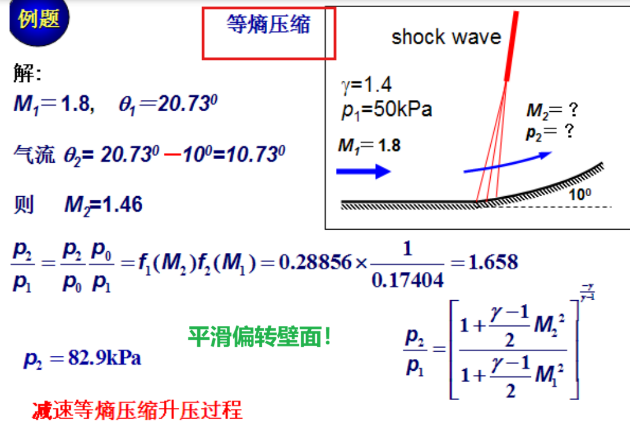 例题
等熵压缩
shock wave
γ=1.4
p₁=50kPa
M₁=1.8
M₂=?
p₂=?
10⁰
解:
M₁=1.8, θ₁=20.73⁰
气流 θ₂= 20.73⁰ −10⁰=10.73⁰
则 M₂=1.46
p₂/p₁ = p₂/p₀ p₀/p₁ = f₁(M₂)f₂(M₁) = 0.28856 × 1/0.17404 = 1.658
p₂/p₁ = [(1+(γ−1)/2 M₂²)/(1+(γ−1)/2 M₁²)]^(−γ/(γ−1))
平滑偏转壁面!
p₂ = 82.9kPa
减速等熵压缩升压过程